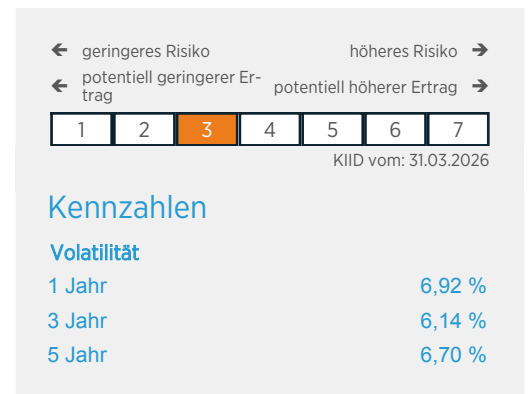 ← geringeres Risiko höheres Risiko →
← potentiell geringerer Er-
trag potentiell höherer Ertrag →
1 2 3 4 5 6 7
KIID vom: 31.03.2026
Kennzahlen
Volatilität
1 Jahr 6,92 %
3 Jahr 6,14 %
5 Jahr 6,70 %